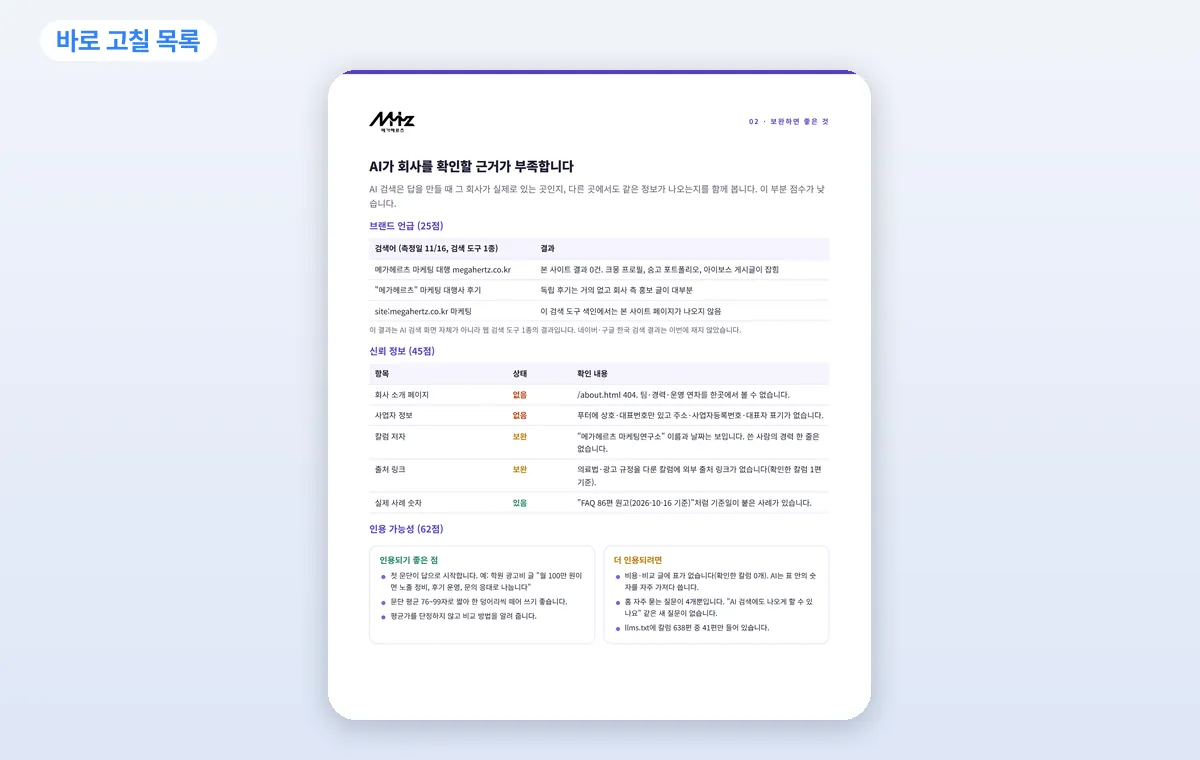 바로 고칠 목록
메가헤르츠
02 · 보완하면 좋은 것
AI가 회사를 확인할 근거가 부족합니다
AI 검색은 답을 만들 때 그 회사가 실제로 있는 곳인지, 다른 곳에서도 같은 정보가 나오는지를 함께 봅니다. 이 부분 점수가 낮
습니다.
브랜드 언급 (25점)
검색어 (측정일 11/16, 검색 도구 1종) 결과
메가헤르츠 마케팅 대행 megahertz.co.kr 본 사이트 결과 0건. 크몽 프로필, 숨고 포트폴리오, 아이보스 게시글이 잡힘
"메가헤르츠" 마케팅 대행사 후기 독립 후기는 거의 없고 회사 측 홍보 글이 대부분
site:megahertz.co.kr 마케팅 이 검색 도구 색인에서는 본 사이트 페이지가 나오지 않음
이 결과는 AI 검색 화면 자체가 아니라 웹 검색 도구 1종의 결과입니다. 네이버·구글 한국 검색 결과는 이번에 재지 않았습니다.
신뢰 정보 (45점)
항목 상태 확인 내용
회사 소개 페이지 없음 /about.html 404. 팀·경력·운영 연차를 한곳에서 볼 수 없습니다.
사업자 정보 없음 푸터에 상호·대표번호만 있고 주소·사업자등록번호·대표자 표기가 없습니다.
칼럼 저자 보완 "메가헤르츠 마케팅연구소" 이름과 날짜는 보입니다. 쓴 사람의 경력 한 줄은
없습니다.
출처 링크 보완 의료법·광고 규정을 다룬 칼럼에 외부 출처 링크가 없습니다(확인한 칼럼 1편
기준).
실제 사례 숫자 있음 "FAQ 86편 원고(2026-10-16 기준)"처럼 기준일이 붙은 사례가 있습니다.
인용 가능성 (62점)
인용되기 좋은 점
첫 문단이 답으로 시작합니다. 예: 학원 광고비 글 "월 100만 원이
면 노출 정비, 후기 운영, 문의 응대로 나눕니다"
문단 평균 76~99자로 짧아 한 덩어리씩 떼어 쓰기 좋습니다.
평균가를 단정하지 않고 비교 방법을 알려 줍니다.
더 인용되려면
비용·비교 글에 표가 없습니다(확인한 칼럼 0개). AI는 표 안의 숫
자를 자주 가져다 씁니다.
홈 자주 묻는 질문이 4개뿐입니다. "AI 검색에도 나오게 할 수 있
나요" 같은 새 질문이 없습니다.
llms.txt에 칼럼 638편 중 41편만 들어 있습니다.